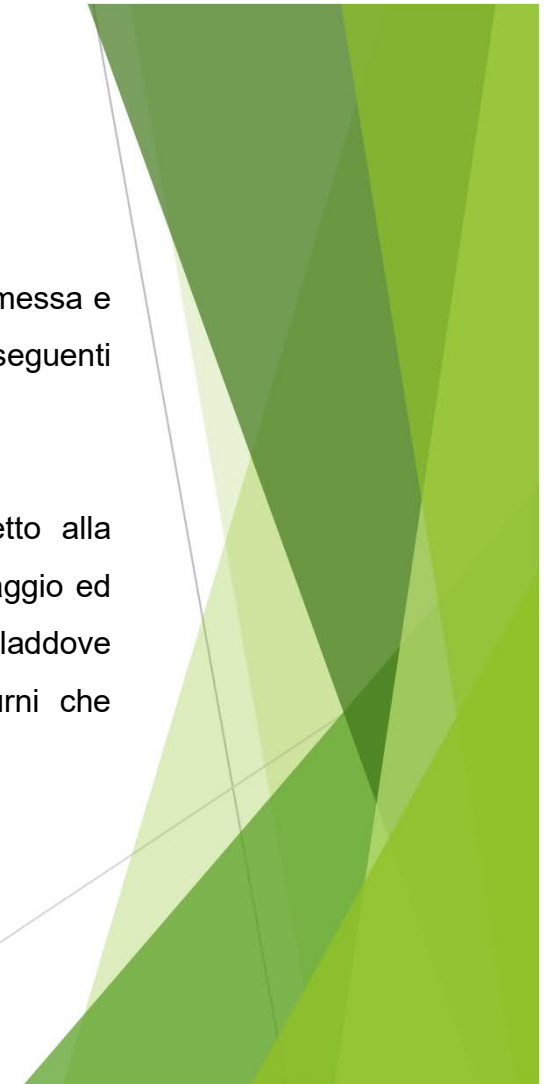 messa e
seguenti
etto alla
aggio ed
laddove
urni che